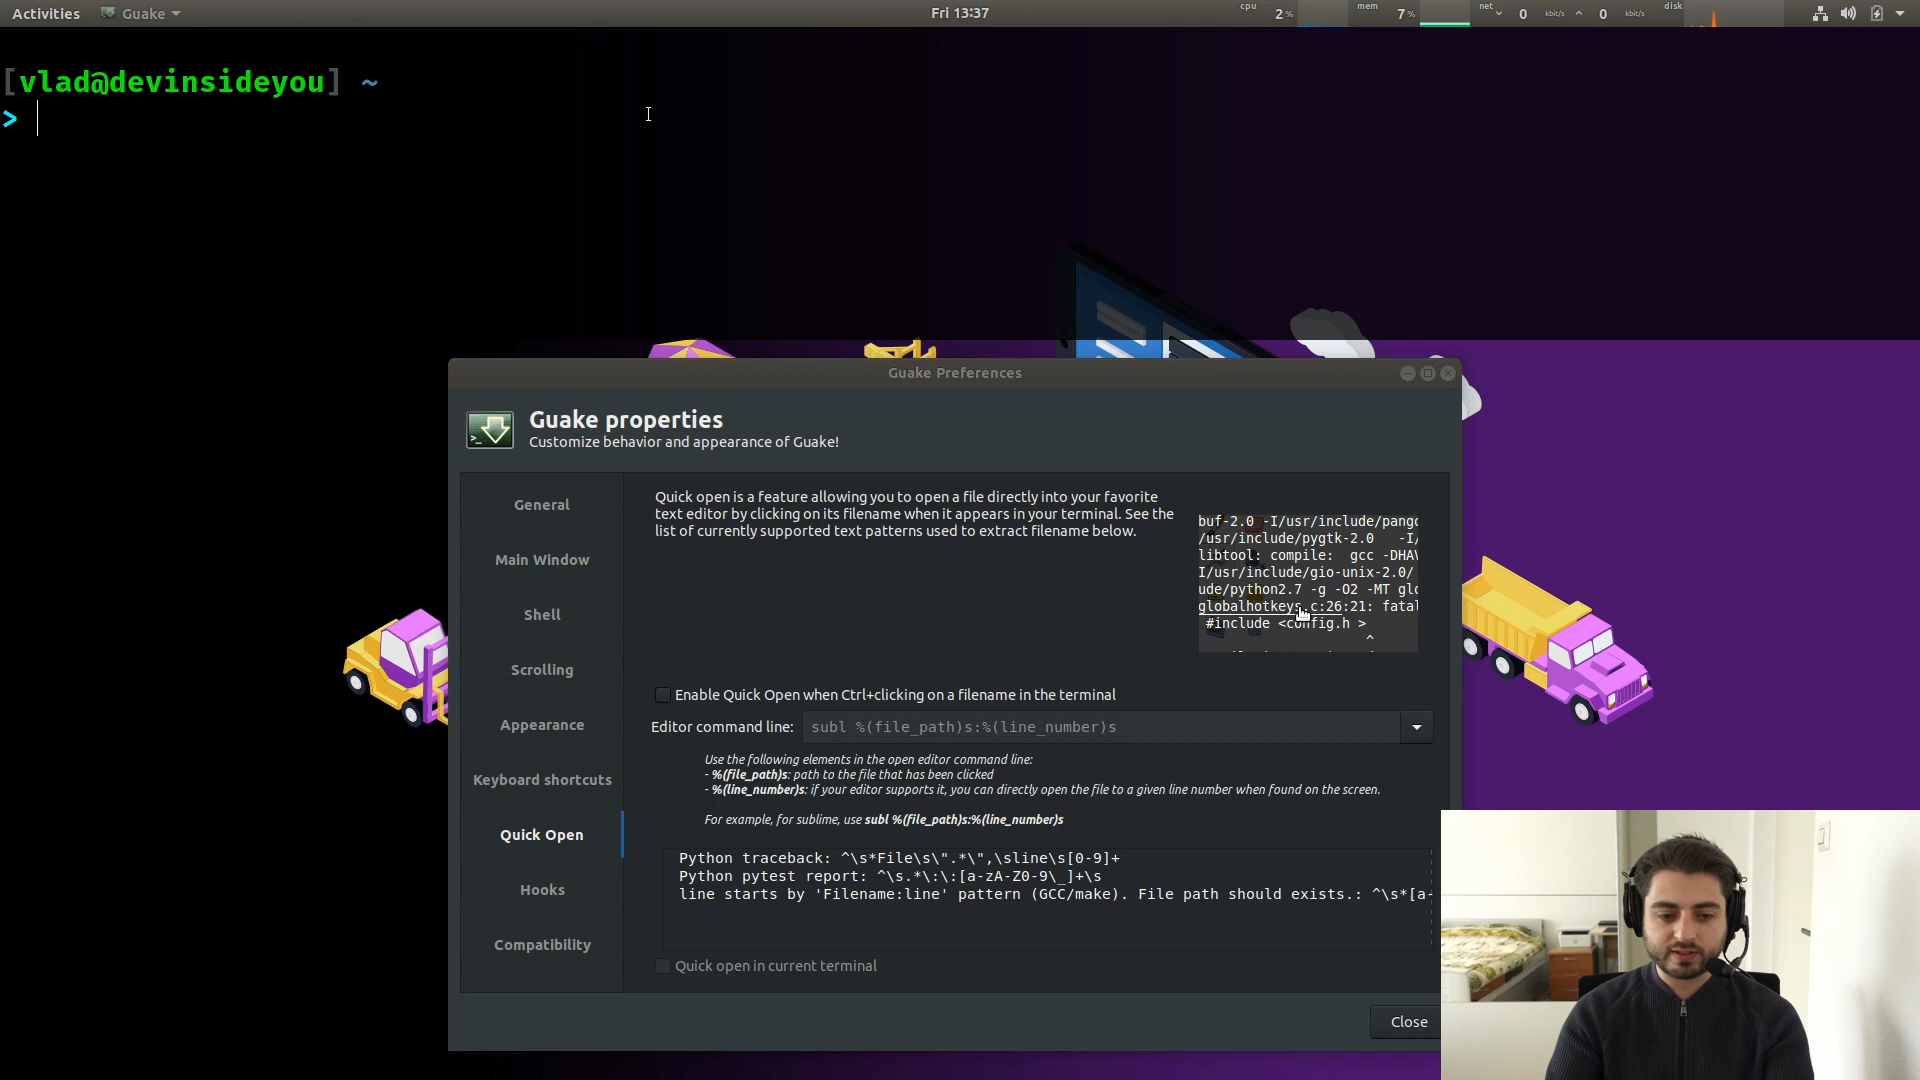 Activities Guake Fri 13:37 cpu 2% mem 7% net 0 kbit/s 0 kbit/s disk
[vlad@devinsideyou] ~
>
Guake Preferences
Guake properties
Customize behavior and appearance of Guake!
General
Main Window
Shell
Scrolling
Appearance
Keyboard shortcuts
Quick Open
Hooks
Compatibility
Quick open is a feature allowing you to open a file directly into your favorite
text editor by clicking on its filename when it appears in your terminal. See the
list of currently supported text patterns used to extract filename below.
buf-2.0 -I/usr/include/pango
/usr/include/pygtk-2.0 -I/
libtool: compile: gcc -DHAV
I/usr/include/gio-unix-2.0/
ude/python2.7 -g -O2 -MT glo
globalhotkeys.c:26:21: fatal
#include <config.h >
^
Enable Quick Open when Ctrl+clicking on a filename in the terminal
Editor command line: subl %(file_path)s:%(line_number)s
Use the following elements in the open editor command line:
- %(file_path)s: path to the file that has been clicked
- %(line_number)s: if your editor supports it, you can directly open the file to a given line number when found on the screen.
For example, for sublime, use subl %(file_path)s:%(line_number)s
Python traceback: ^\s*File\s\".*\",\sline\s[0-9]+
Python pytest report: ^\s.*\:\:[a-zA-Z0-9\_]+\s
line starts by 'Filename:line' pattern (GCC/make). File path should exists.: ^\s*[a-
Quick open in current terminal
Close